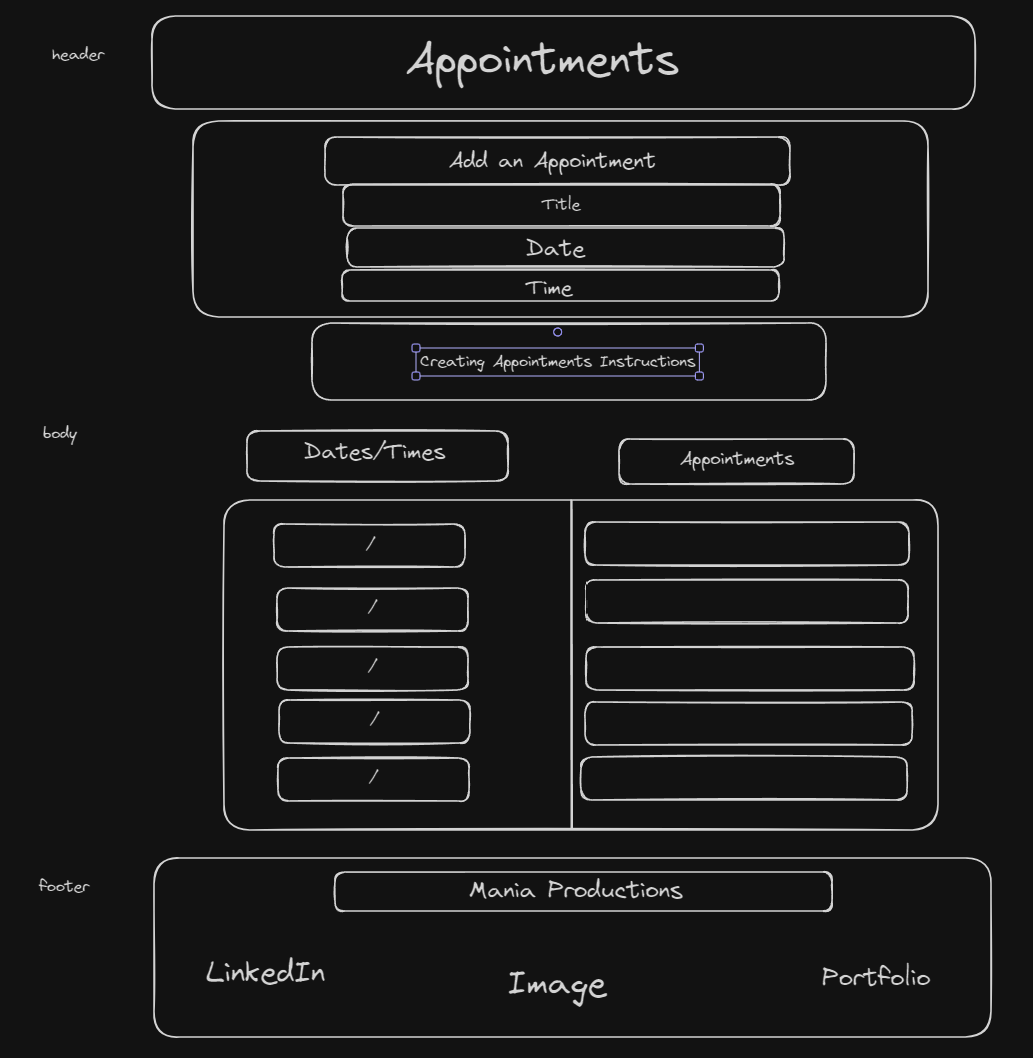 header
Appointments
Add an Appointment
Title
Date
Time
Creating Appointments Instructions
body
Dates/Times
Appointments
/
/
/
/
/
footer
Mania Productions
LinkedIn
Image
Portfolio